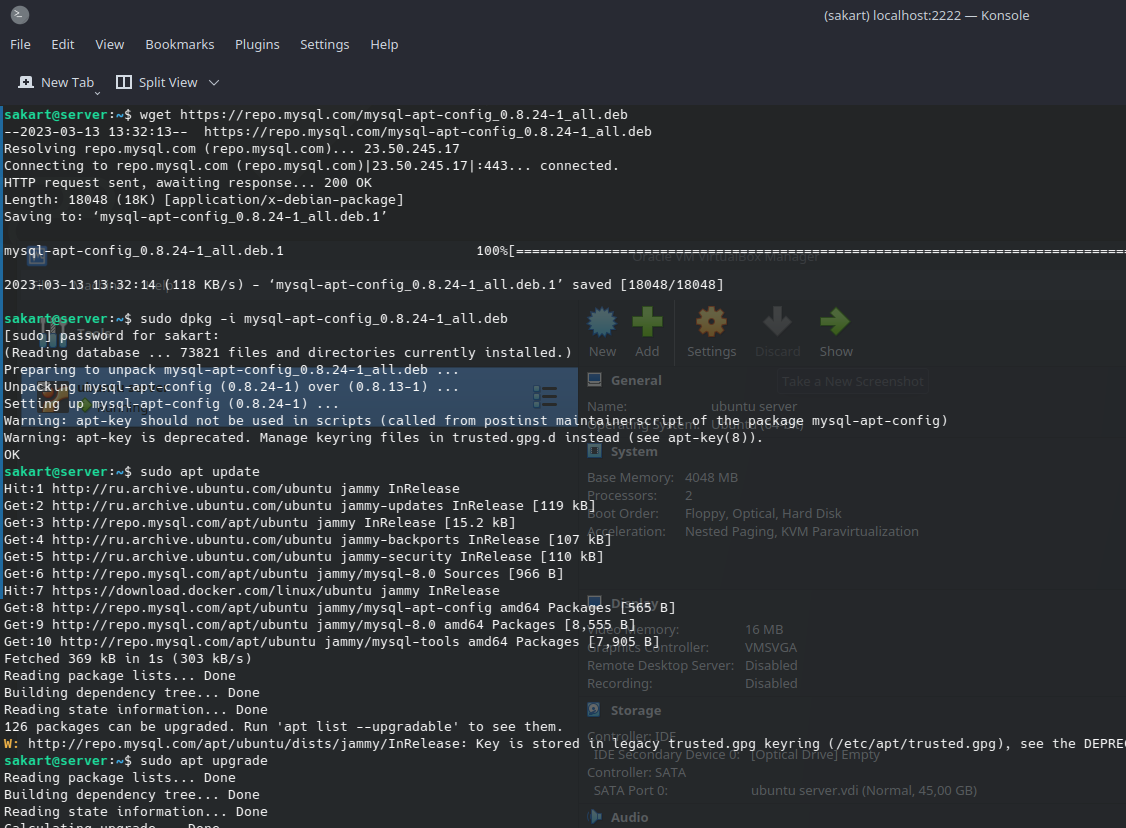 (sakart) localhost:2222 — Konsole
File Edit View Bookmarks Plugins Settings Help
New Tab Split View
sakart@server:~$ wget https://repo.mysql.com/mysql-apt-config_0.8.24-1_all.deb
--2023-03-13 13:32:13--  https://repo.mysql.com/mysql-apt-config_0.8.24-1_all.deb
Resolving repo.mysql.com (repo.mysql.com)... 23.50.245.17
Connecting to repo.mysql.com (repo.mysql.com)|23.50.245.17|:443... connected.
HTTP request sent, awaiting response... 200 OK
Length: 18048 (18K) [application/x-debian-package]
Saving to: ‘mysql-apt-config_0.8.24-1_all.deb.1’
mysql-apt-config_0.8.24-1_all.deb.1 100%[==============================================================================
Oracle VM VirtualBox Manager
2023-03-13 13:32:14 (118 KB/s) - ‘mysql-apt-config_0.8.24-1_all.deb.1’ saved [18048/18048]
sakart@server:~$ sudo dpkg -i mysql-apt-config_0.8.24-1_all.deb
[sudo] password for sakart:
Tools
(Reading database ... 73821 files and directories currently installed.)
New Add Settings Discard Show
Preparing to unpack mysql-apt-config_0.8.24-1_all.deb ...
Unpacking mysql-apt-config (0.8.24-1) over (0.8.13-1) ...
General Take a New Screenshot
Setting up mysql-apt-config (0.8.24-1) ...
Name: ubuntu server
Warning: apt-key should not be used in scripts (called from postinst maintainerscript of the package mysql-apt-config)
Operating System:
Warning: apt-key is deprecated. Manage keyring files in trusted.gpg.d instead (see apt-key(8)).
OK
System
sakart@server:~$ sudo apt update
Base Memory: 4048 MB
Hit:1 http://ru.archive.ubuntu.com/ubuntu jammy InRelease
Processors: 2
Get:2 http://ru.archive.ubuntu.com/ubuntu jammy-updates InRelease [119 kB]
Boot Order: Floppy, Optical, Hard Disk
Get:3 http://repo.mysql.com/apt/ubuntu jammy InRelease [15.2 kB]
Acceleration: Nested Paging, KVM Paravirtualization
Get:4 http://ru.archive.ubuntu.com/ubuntu jammy-backports InRelease [107 kB]
Get:5 http://ru.archive.ubuntu.com/ubuntu jammy-security InRelease [110 kB]
Get:6 http://repo.mysql.com/apt/ubuntu jammy/mysql-8.0 Sources [966 B]
Hit:7 https://download.docker.com/linux/ubuntu jammy InRelease
Display
Get:8 http://repo.mysql.com/apt/ubuntu jammy/mysql-apt-config amd64 Packages [565 B]
Get:9 http://repo.mysql.com/apt/ubuntu jammy/mysql-8.0 amd64 Packages [8,555 B]
Video Memory: 16 MB
Get:10 http://repo.mysql.com/apt/ubuntu jammy/mysql-tools amd64 Packages [7,905 B]
Graphics Controller: VMSVGA
Fetched 369 kB in 1s (303 kB/s)
Remote Desktop Server: Disabled
Reading package lists... Done
Recording: Disabled
Building dependency tree... Done
Reading state information... Done
Storage
126 packages can be upgraded. Run 'apt list --upgradable' to see them.
Controller: IDE
W: http://repo.mysql.com/apt/ubuntu/dists/jammy/InRelease: Key is stored in legacy trusted.gpg keyring (/etc/apt/trusted.gpg), see the DEPRE
IDE Secondary Device 0: [Optical Drive] Empty
sakart@server:~$ sudo apt upgrade
Controller: SATA
Reading package lists... Done
SATA Port 0: ubuntu server.vdi (Normal, 45,00 GB)
Building dependency tree... Done
Reading state information... Done
Audio
Calculating upgrade... Done